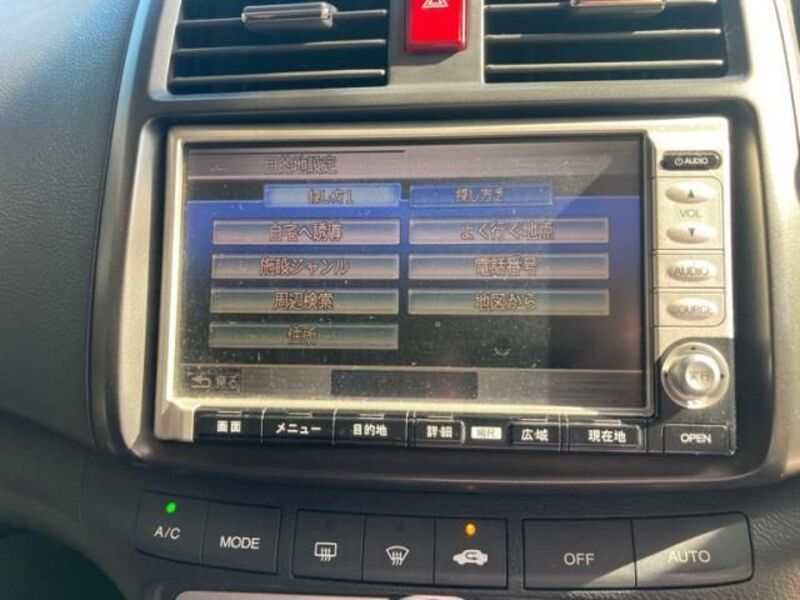 目的地設定
探し方1 探し方2
自宅へ誘導 よく行く地点
施設ジャンル 電話番号
周辺検索 地図から
住所
戻る
AUDIO
VOL
AUDIO
SOURCE
画面 メニュー 目的地 詳細 縮尺 広域 現在地 OPEN
A/C MODE OFF AUTO